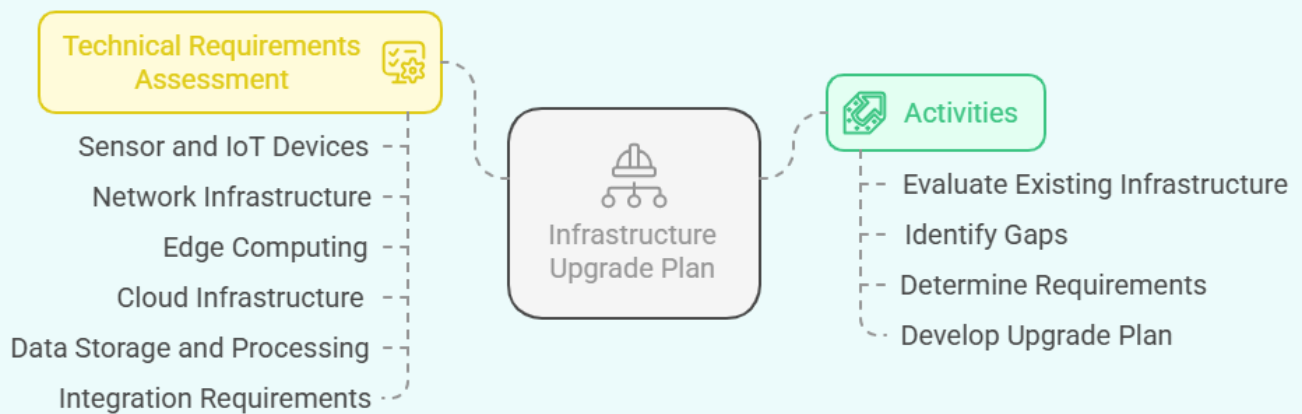 Technical Requirements
Assessment
Sensor and IoT Devices
Network Infrastructure
Edge Computing
Cloud Infrastructure
Data Storage and Processing
Integration Requirements
Infrastructure
Upgrade Plan
Activities
Evaluate Existing Infrastructure
Identify Gaps
Determine Requirements
Develop Upgrade Plan